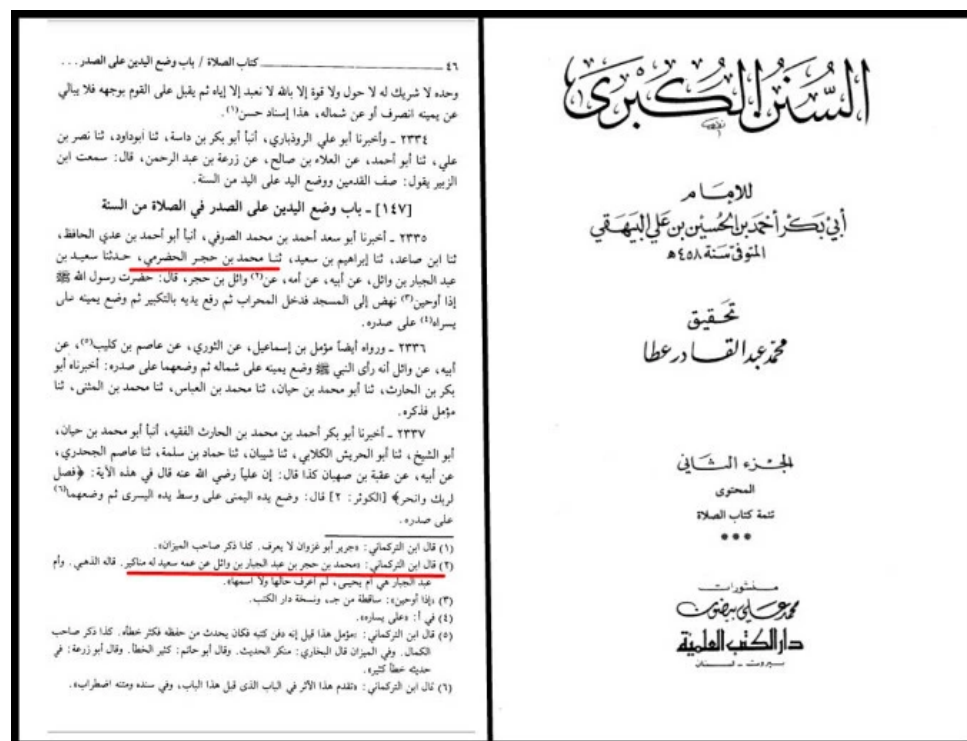 ٤٦ ـــــــ كتاب الصلاة / باب وضع اليدين على الصدر . . .
وحده لا شريك له لا حول ولا قوة إلا بالله لا نعبد إلا إياه ثم يقبل على القوم بوجهه فلا يبالي
عن يمينه انصرف أو عن شماله، هذا إسناد حسن(١).
٢٣٣٤ ـ وأخبرنا أبو علي الروذباري، أنبأ أبو بكر بن داسة، ثنا أبوداود، ثنا نصر بن
علي، ثنا أبو أحمد، عن العلاء بن صالح، عن زرعة بن عبد الرحمن، قال: سمعت ابن
الزبير يقول: صف القدمين ووضع اليد على اليد من السنة.
[١٤٧] ـ باب وضع اليدين على الصدر في الصلاة من السنة
٢٣٣٥ ـ أخبرنا أبو سعد أحمد بن محمد الصوفي، أنبأ أبو أحمد بن عدي الحافظ،
ثنا ابن صاعد، ثنا إبراهيم بن سعيد، ثنا محمد بن حجر الحضرمي، حدثنا سعيد بن
عبد الجبار بن وائل، عن أبيه، عن أمه، عن(٢) وائل بن حجر، قال: حضرت رسول الله ﷺ
إذا أوحين(٣) نهض إلى المسجد فدخل المحراب ثم رفع يديه بالتكبير ثم وضع يمينه على
يسراه(٤) على صدره.
٢٣٣٦ ـ ورواه أيضاً مؤمل بن إسماعيل، عن الثوري، عن عاصم بن كليب(٥)، عن
أبيه، عن وائل أنه رأى النبي ﷺ وضع يمينه على شماله ثم وضعهما على صدره: أخبرناه أبو
بكر بن الحارث، ثنا أبو محمد بن حيان، ثنا محمد بن العباس، ثنا محمد بن المثنى، ثنا
مؤمل فذكره.
٢٣٣٧ ـ أخبرنا أبو بكر أحمد بن محمد بن الحارث الفقيه، أنبأ أبو محمد بن حيان،
أبو الشيخ، ثنا أبو الحريش الكلابي، ثنا شيبان، ثنا حماد بن سلمة، ثنا عاصم الجحدري،
عن أبيه، عن عقبة بن صهبان كذا قال: إن علياً رضي الله عنه قال في هذه الآية: ﴿فصل
لربك وانحر﴾ [الكوثر: ٢] قال: وضع يده اليمنى على وسط يده اليسرى ثم وضعهما(٦)
على صدره.
(١) قال ابن التركماني: «جرير أبو غزوان لا يعرف. كذا ذكر صاحب الميزان».
(٢) قال ابن التركماني: «محمد بن حجر بن عبد الجبار بن وائل عن عمه سعيد له مناكير. قاله الذهبي. وأم
عبد الجبار هي أم يحيى، لم أعرف حالها ولا اسمها».
(٣) «إذا أوحين»: ساقطة من جـ، ونسخة دار الكتب.
(٤) في أ: «على يساره».
(٥) قال ابن التركماني: «مؤمل هذا قيل إنه دفن كتبه فكان يحدث من حفظه فكثر خطأه. كذا ذكر صاحب
الكمال. وفي الميزان قال البخاري: منكر الحديث. وقال أبو حاتم: كثير الخطأ. وقال أبو زرعة: في
حديثه خطأ كثير».
(٦) قال ابن التركماني: «تقدم هذا الأثر في الباب الذى قبل هذا الباب، وفي سنده ومتنه اضطراب».
السُّنَنُ الكُبْرَىٰ
للإمام
أبي بَكْر أحْمَد بن الحُسَين بن عَلي البَيْهَقي
المتوفى سَنة ٤٥٨ هـ
تحقيق
محمد عبد القادر عطا
الجزء الثاني
المحتوى
تتمة كتاب الصلاة
منشورات
محمد علي بيضون
دار الكتب العلمية
بيروت ـ لبنان